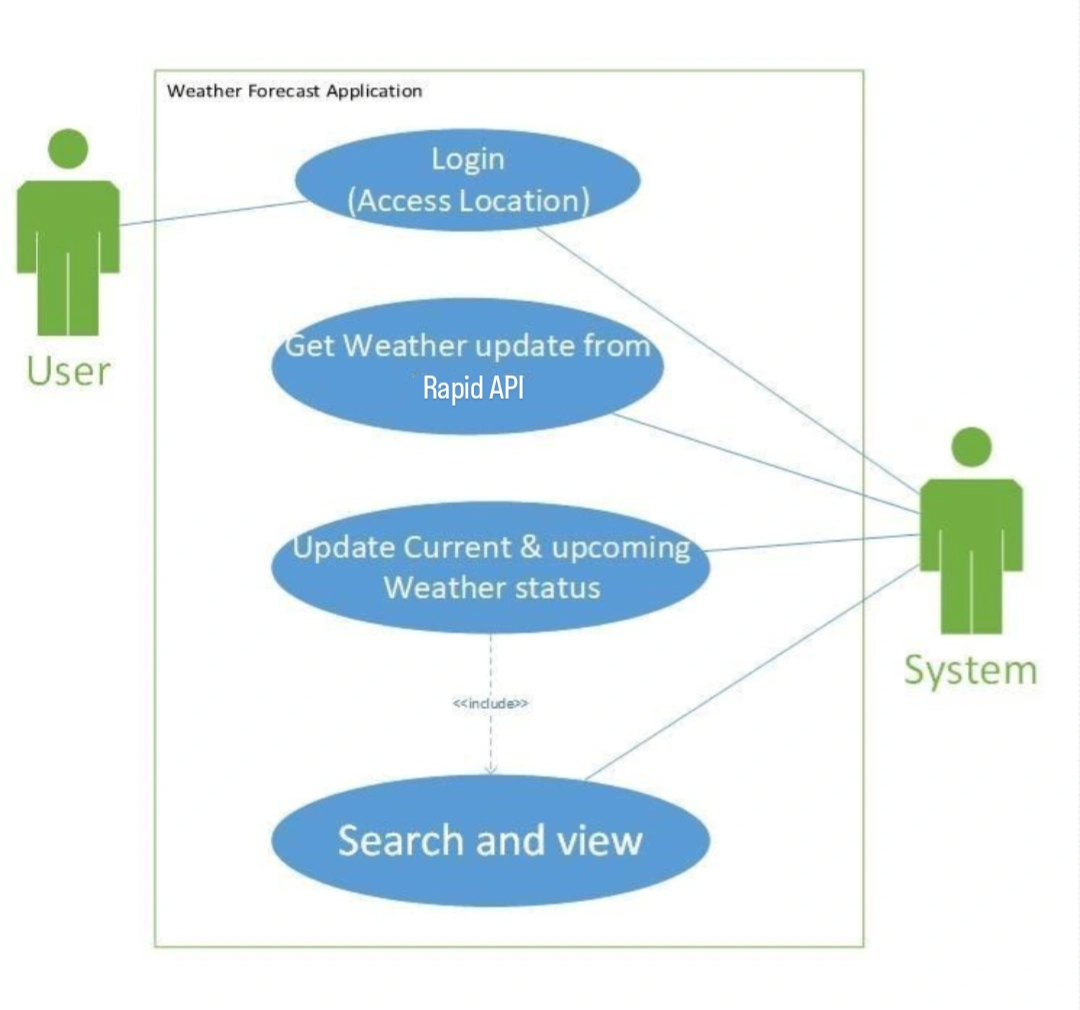 Weather Forecast Application
Login
(Access Location)
User
Get Weather update from
Rapid API
Update Current & upcoming
Weather status
System
<<include>>
Search and view